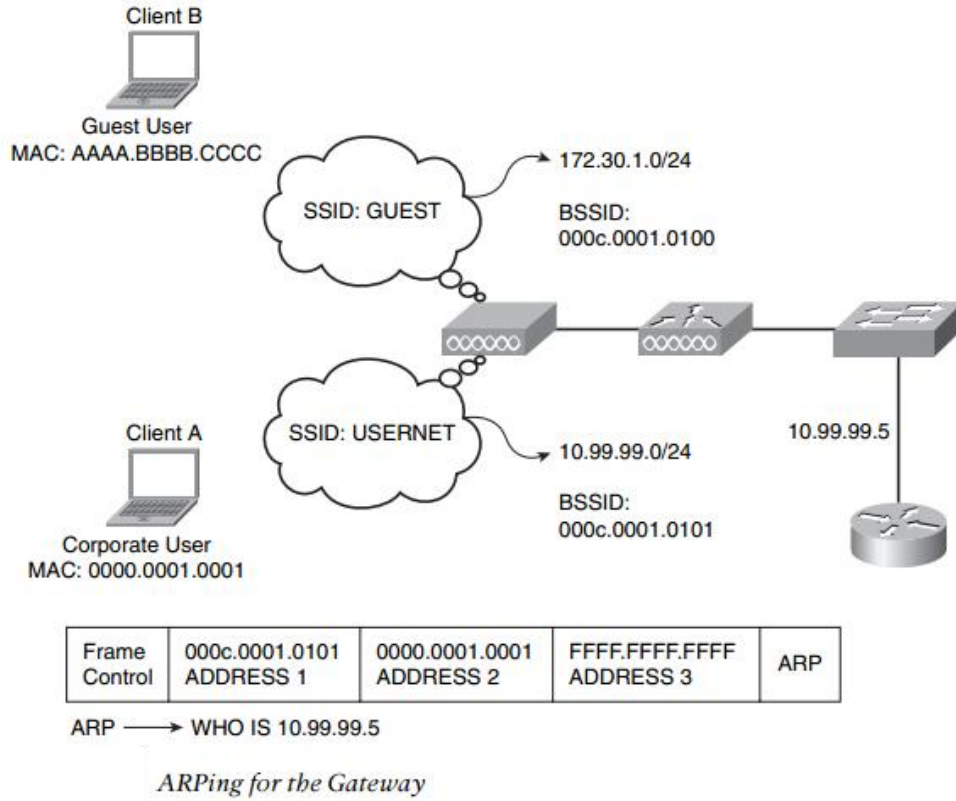 Client B
Guest User
MAC: AAAA.BBBB.CCCC
SSID: GUEST
172.30.1.0/24
BSSID:
000c.0001.0100
SSID: USERNET
10.99.99.0/24
BSSID:
000c.0001.0101
10.99.99.5
Client A
Corporate User
MAC: 0000.0001.0001
Frame
Control
000c.0001.0101
ADDRESS 1
0000.0001.0001
ADDRESS 2
FFFF.FFFF.FFFF
ADDRESS 3
ARP
ARP → WHO IS 10.99.99.5
ARPing for the Gateway